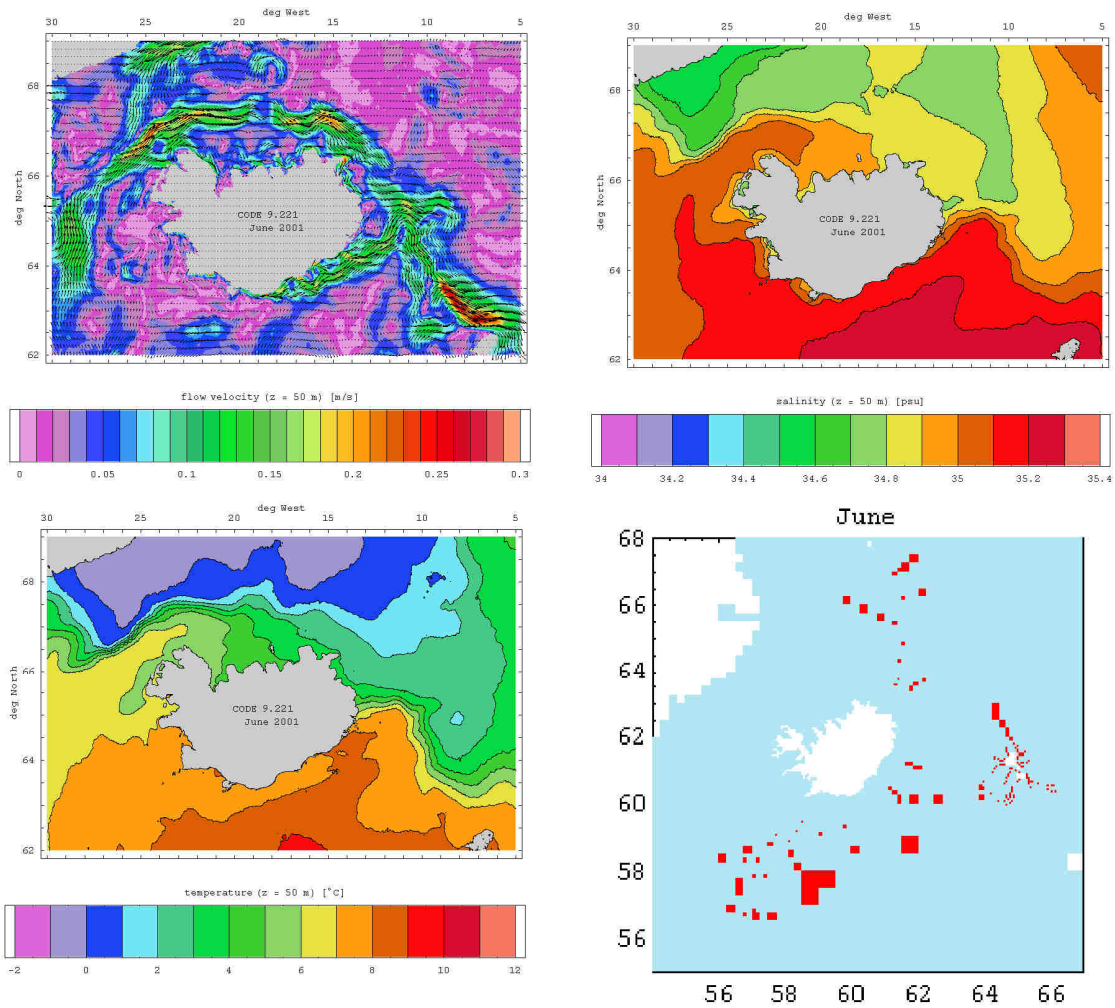 deg West
30 25 20 15 10 5
68
66
64
62
deg North
CODE 9.221
June 2001
flow velocity (z = 50 m) [m/s]
0 0.05 0.1 0.15 0.2 0.25 0.3
deg West
30 25 20 15 10 5
68
66
64
62
deg North
CODE 9.221
June 2001
salinity (z = 50 m) [psu]
34 34.2 34.4 34.6 34.8 35 35.2 35.4
deg West
30 25 20 15 10 5
68
66
64
62
deg North
CODE 9.221
June 2001
temperature (z = 50 m) [°C]
-2 0 2 4 6 8 10 12
June
68
66
64
62
60
58
56
56 58 60 62 64 66